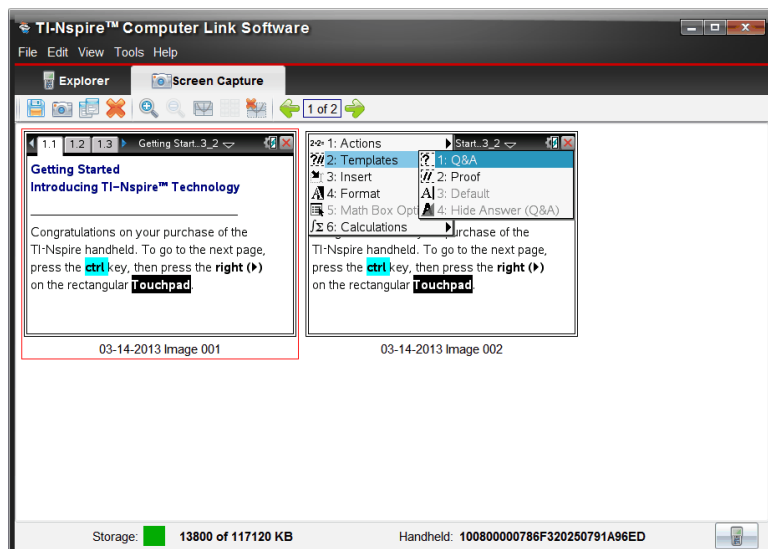 TI-Nspire™ Computer Link Software
File Edit View Tools Help
Explorer
Screen Capture
1 of 2
1.1 1.2 1.3 Getting Start..3_2
Getting Started
Introducing TI-Nspire™ Technology
Congratulations on your purchase of the
TI-Nspire handheld. To go to the next page,
press the ctrl key, then press the right (▶)
on the rectangular Touchpad.
03-14-2013 Image 001
1: Actions
2: Templates
3: Insert
4: Format
5: Math Box Opti
6: Calculations
Start..3_2
1: Q&A
2: Proof
3: Default
4: Hide Answer (Q&A)
urchase of the
TI-Nspire handheld. To go to the next page,
press the ctrl key, then press the right (▶)
on the rectangular Touchpad.
03-14-2013 Image 002
Storage: 13800 of 117120 KB
Handheld: 100800000786F320250791A96ED